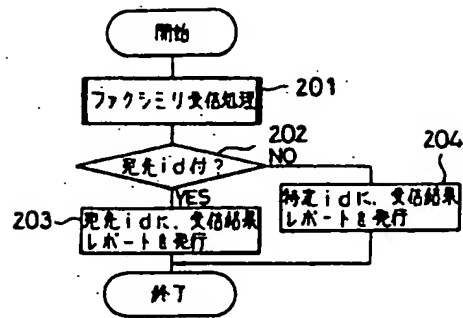 開始
ファクシミリ受信処理
201
202
宛先id付?
NO
204
YES
203
宛先idに、受信結果
レポートを発行
特定idに、受信結果
レポートを発行
終了